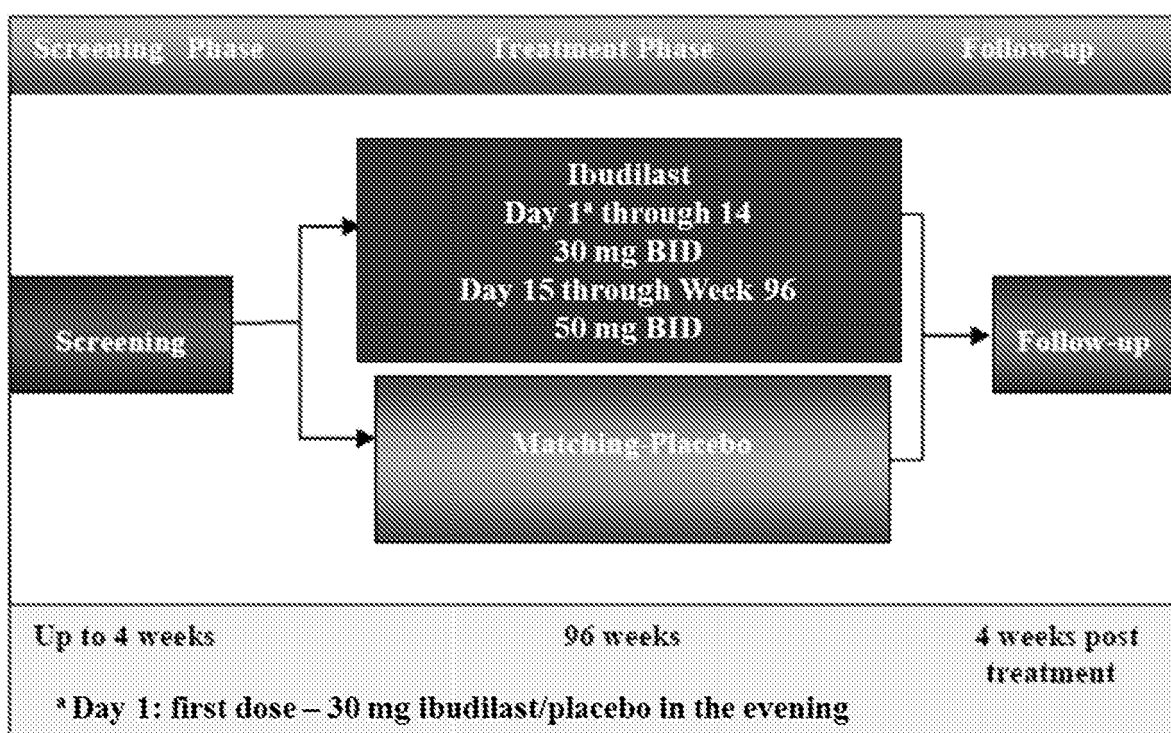 Screening Phase Treatment Phase Follow-up
Ibudilast
Day 1ª through 14
30 mg BID
Day 15 through Week 96
50 mg BID
Screening
Follow-up
Matching Placebo
Up to 4 weeks 96 weeks 4 weeks post
treatment
ª Day 1: first dose – 30 mg ibudilast/placebo in the evening